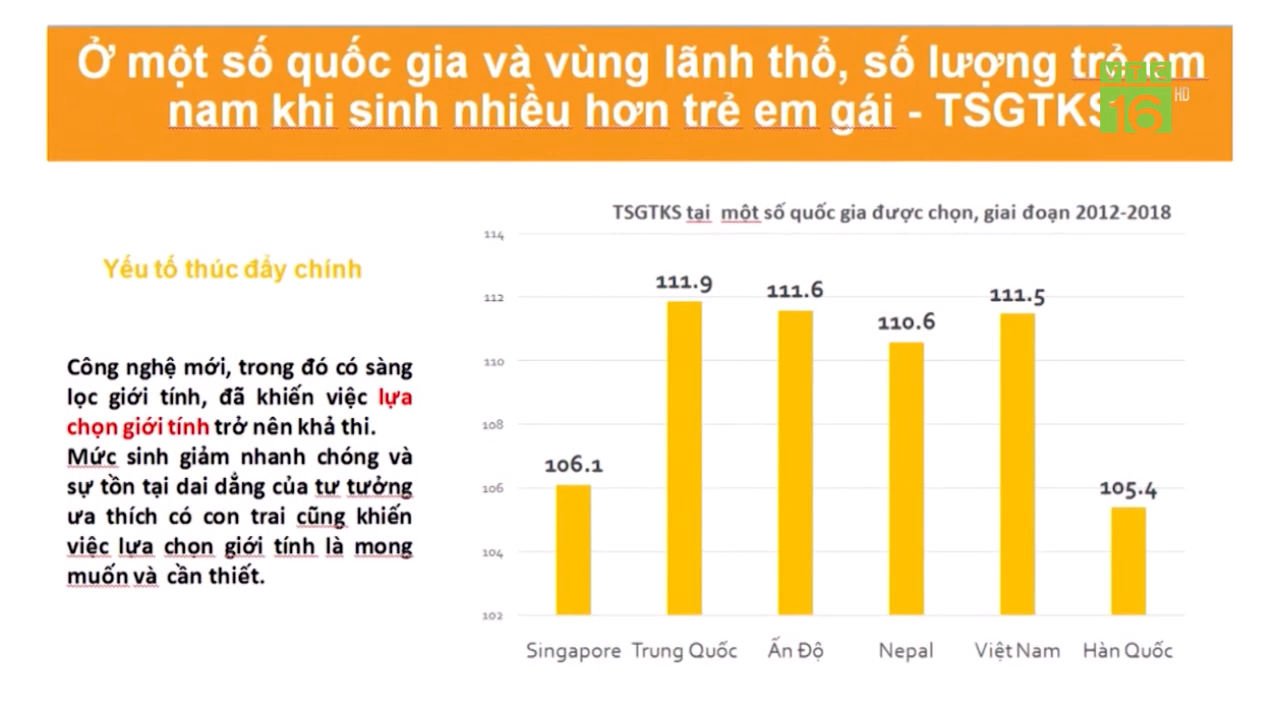 Ở một số quốc gia và vùng lãnh thổ, số lượng trẻ em
nam khi sinh nhiều hơn trẻ em gái - TSGTKS
VTC
16
HD
Yếu tố thúc đẩy chính
Công nghệ mới, trong đó có sàng
lọc giới tính, đã khiến việc lựa
chọn giới tính trở nên khả thi.
Mức sinh giảm nhanh chóng và
sự tồn tại dai dẳng của tư tưởng
ưa thích có con trai cũng khiến
việc lựa chọn giới tính là mong
muốn và cần thiết.
TSGTKS tại một số quốc gia được chọn, giai đoạn 2012-2018
114
112
110
108
106
104
102
106.1
111.9
111.6
110.6
111.5
105.4
Singapore Trung Quốc Ấn Độ Nepal Việt Nam Hàn Quốc